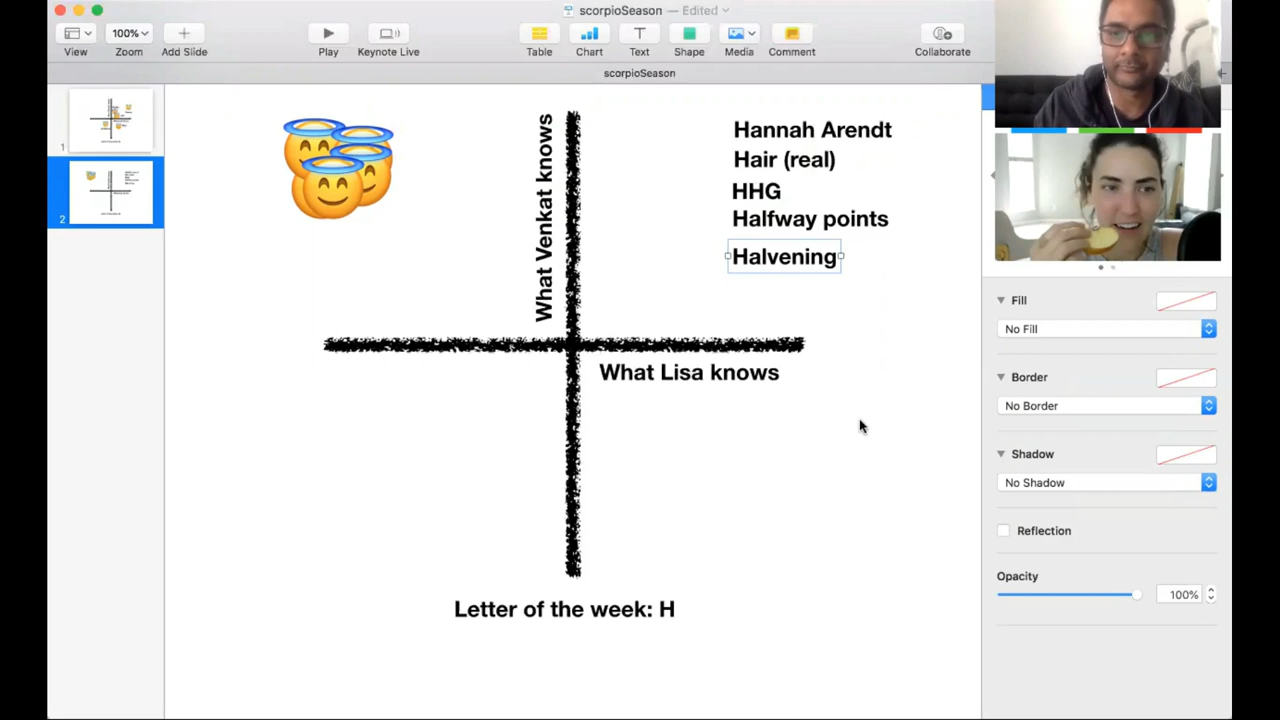 scorpioSeason — Edited
100%
View
Zoom
Add Slide
Play
Keynote Live
Table
Chart
Text
Shape
Media
Comment
Collaborate
scorpioSeason
1
2
What Venkat knows
Hannah Arendt
Hair (real)
HHG
Halfway points
Halvening
What Lisa knows
Letter of the week: H
Fill
No Fill
Border
No Border
Shadow
No Shadow
Reflection
Opacity
100%